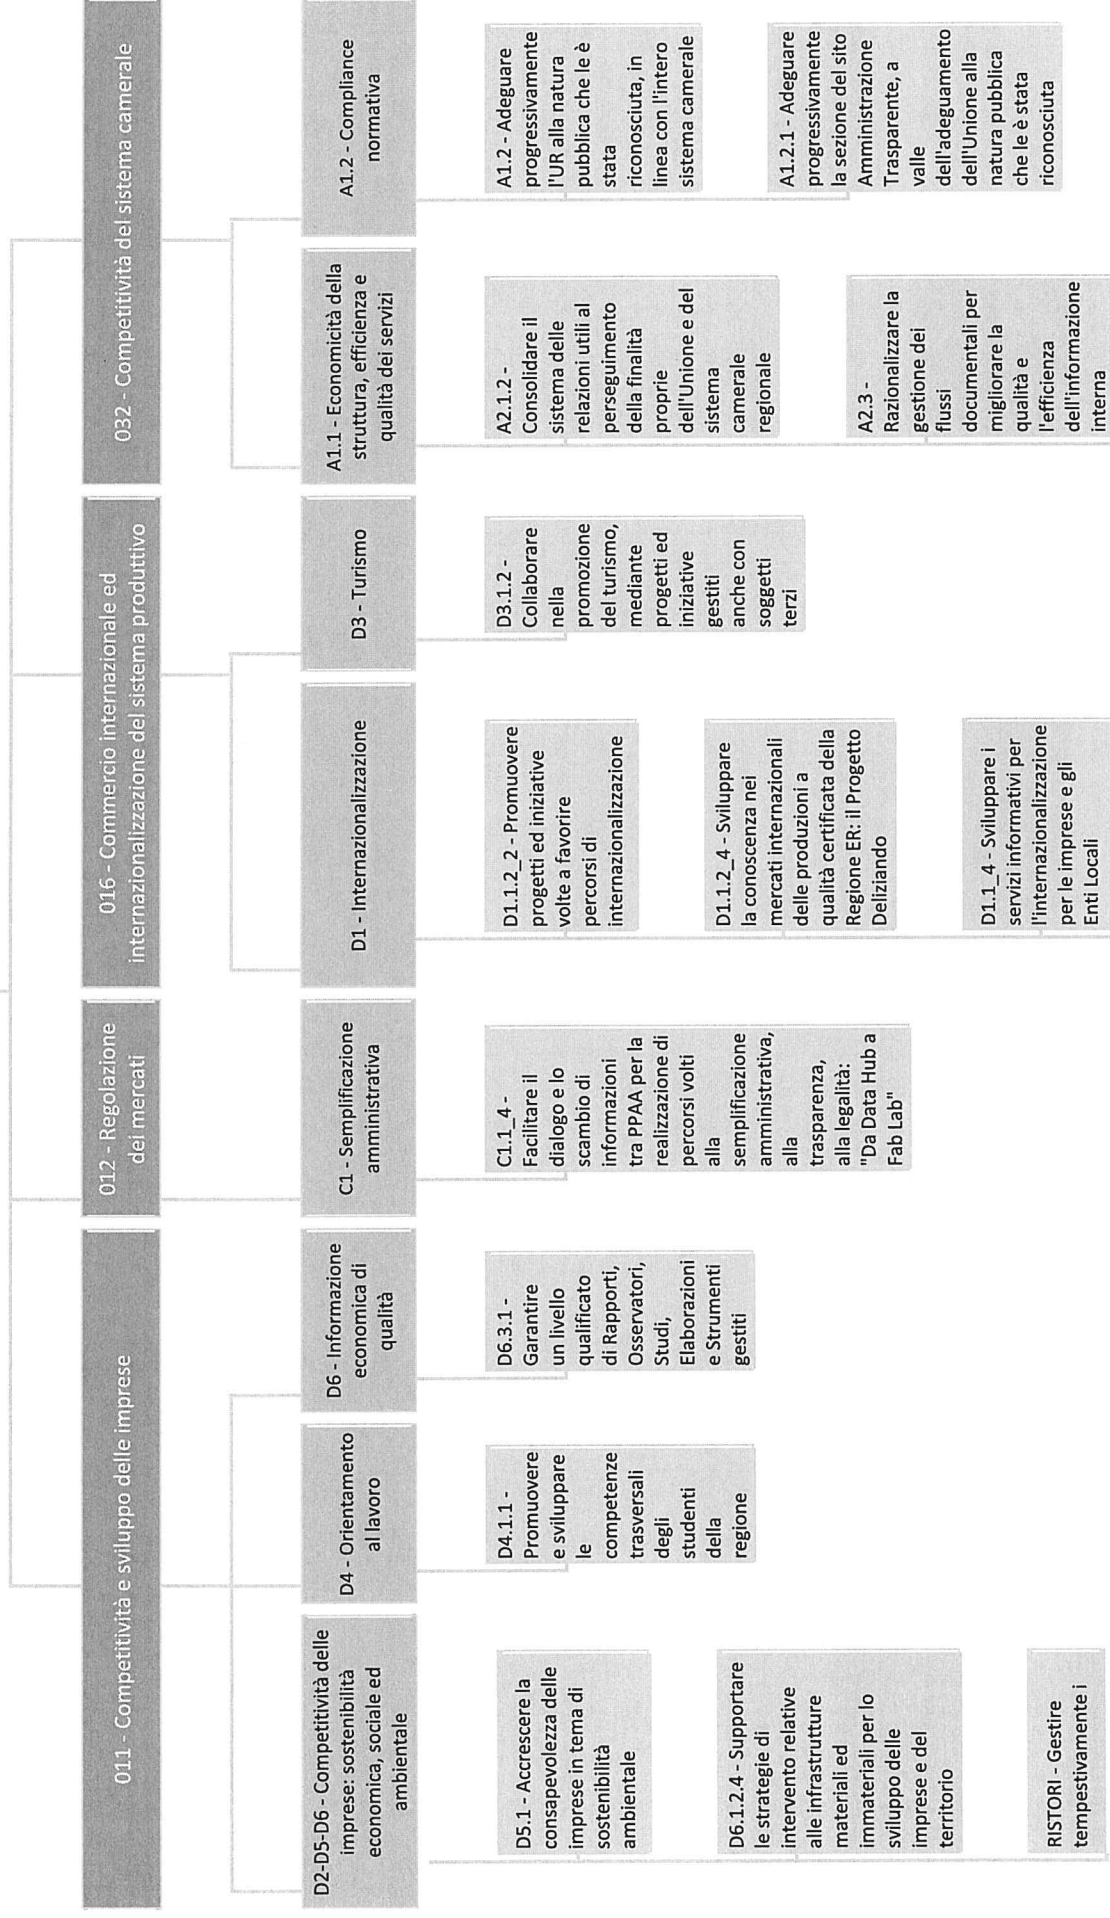 011 - Competitività e sviluppo delle imprese
012 - Regolazione
dei mercati
016 - Commercio internazionale ed
internazionalizzazione del sistema produttivo
032 - Competitività del sistema camerale
D2-D5-D6 - Competitività delle
imprese: sostenibilità
economica, sociale ed
ambientale
D4 - Orientamento
al lavoro
D6 - Informazione
economica di
qualità
C1 - Semplificazione
amministrativa
D1 - Internazionalizzazione
D3 - Turismo
A1.1 - Economicità della
struttura, efficienza e
qualità dei servizi
A1.2 - Compliance
normativa
D5.1 - Accrescere la
consapevolezza delle
imprese in tema di
sostenibilità
ambientale
D6.1.2.4 - Supportare
le strategie di
intervento relative
alle infrastrutture
materiali ed
immateriali per lo
sviluppo delle
imprese e del
territorio
RISTORI - Gestire
tempestivamente i
D4.1.1 -
Promuovere
e sviluppare
le
competenze
trasversali
degli
studenti
della
regione
D6.3.1 -
Garantire
un livello
qualificato
di Rapporti,
Osservatori,
Studi,
Elaborazioni
e Strumenti
gestiti
C1.1_4 -
Facilitare il
dialogo e lo
scambio di
informazioni
tra PPAA per la
realizzazione di
percorsi volti
alla
semplificazione
amministrativa,
alla
trasparenza,
alla legalità:
"Da Data Hub a
Fab Lab"
D1.1.2_2 - Promuovere
progetti ed iniziative
volte a favorire
percorsi di
internazionalizzazione
D1.1.2_4 - Sviluppare
la conoscenza nei
mercati internazionali
delle produzioni a
qualità certificata della
Regione ER: il Progetto
Deliziando
D1.1_4 - Sviluppare i
servizi informativi per
l'internazionalizzazione
per le imprese e gli
Enti Locali
D3.1.2 -
Collaborare
nella
promozione
del turismo,
mediante
progetti ed
iniziative
gestiti
anche con
soggetti
terzi
A2.1.2 -
Consolidare il
sistema delle
relazioni utili al
perseguimento
della finalità
proprie
dell'Unione e del
sistema
camerale
regionale
A2.3 -
Razionalizzare la
gestione dei
flussi
documentali per
migliorare la
qualità e
l'efficienza
dell'informazione
interna
A1.2 - Adeguare
progressivamente
l'UR alla natura
pubblica che le è
stata
riconosciuta, in
linea con l'intero
sistema camerale
A1.2.1 - Adeguare
progressivamente
la sezione del sito
Amministrazione
Trasparente, a
valle
dell'adeguamento
dell'Unione alla
natura pubblica
che le è stata
riconosciuta